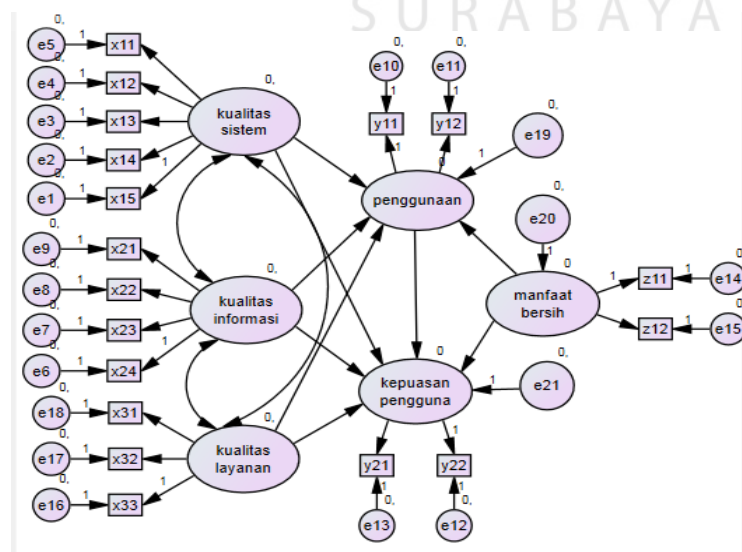 SURABAYA
0,
e5
1
x11
0,
e4
1
x12
0,
e3
1
x13
0,
e2
1
x14
0,
e1
1
x15
1
0,
kualitas
sistem
0,
e9
1
x21
0,
e8
1
x22
0,
e7
1
x23
0,
e6
1
x24
1
0,
kualitas
informasi
0,
e18
1
x31
0,
e17
1
x32
0,
e16
1
x33
1
0,
kualitas
layanan
0,
e10
1
y11
1
0,
e11
1
y12
0
penggunaan
0,
e19
1
0,
e20
1
0
manfaat
bersih
1
z11
1
0
e14
z12
1
0
e15
0
kepuasan
pengguna
0,
e21
1
y21
1
0,
e13
1
y22
1
0,
e12